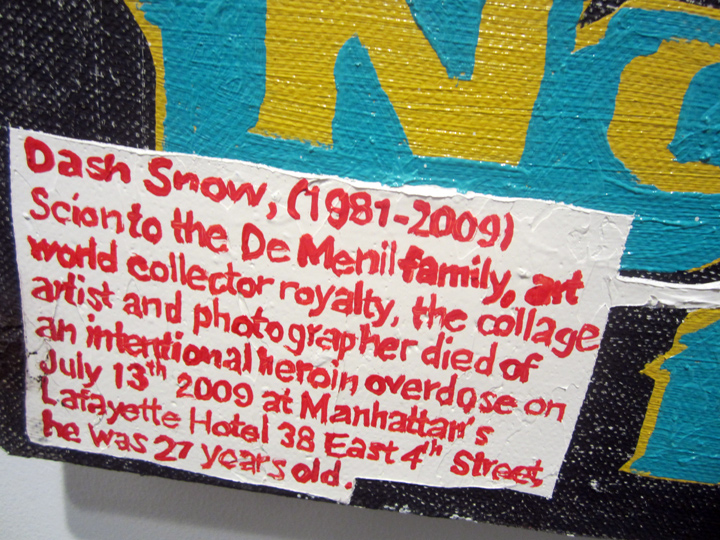 No
Dash Snow, (1981-2009)
Scion to the De Menil family, art
world collector royalty, the collage
artist and photographer died of
an intentional heroin overdose on
July 13th 2009 at Manhattan's
Lafayette Hotel 38 East 4th Street
he was 27 years old.